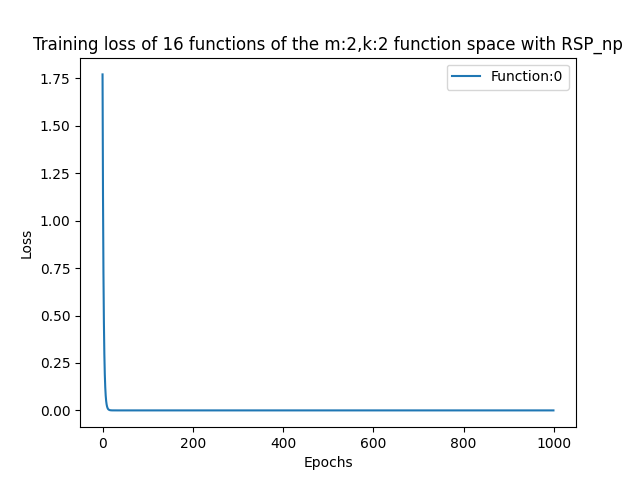 Training loss of 16 functions of the m:2,k:2 function space with RSP_np
Function:0
1.75
1.50
1.25
1.00
0.75
0.50
0.25
0.00
Loss
0 200 400 600 800 1000
Epochs